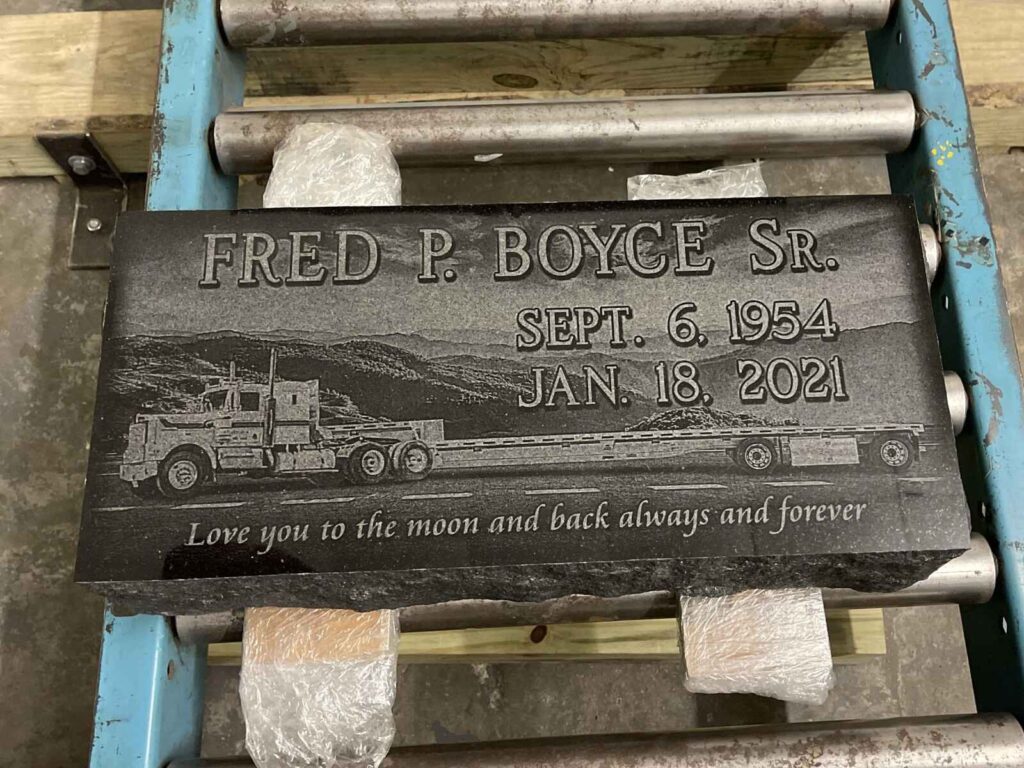 FRED P. BOYCE SR.
SEPT. 6, 1954
JAN. 18, 2021
Love you to the moon and back always and forever